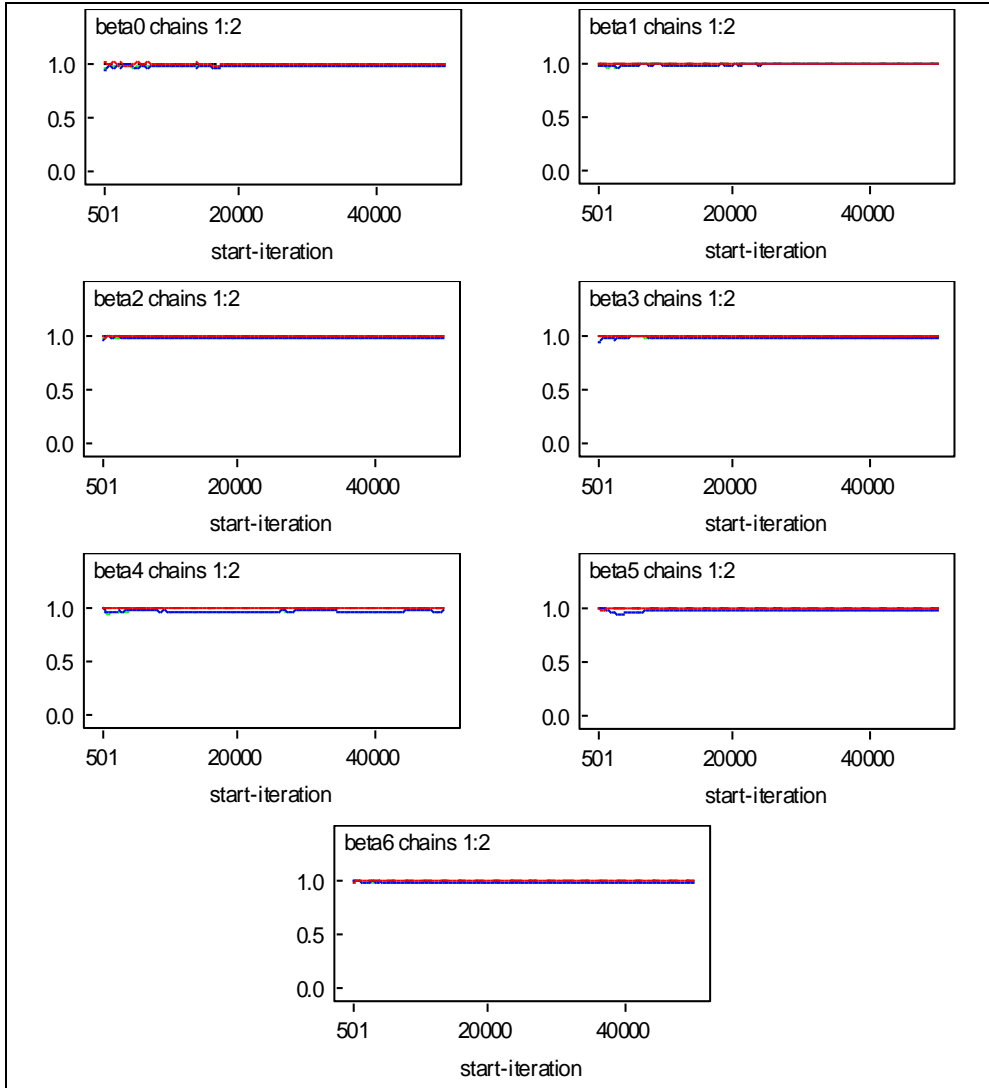 beta0 chains 1:2
1.0
0.5
0.0
501 20000 40000
start-iteration
beta1 chains 1:2
1.0
0.5
0.0
501 20000 40000
start-iteration
beta2 chains 1:2
1.0
0.5
0.0
501 20000 40000
start-iteration
beta3 chains 1:2
1.0
0.5
0.0
501 20000 40000
start-iteration
beta4 chains 1:2
1.0
0.5
0.0
501 20000 40000
start-iteration
beta5 chains 1:2
1.0
0.5
0.0
501 20000 40000
start-iteration
beta6 chains 1:2
1.0
0.5
0.0
501 20000 40000
start-iteration